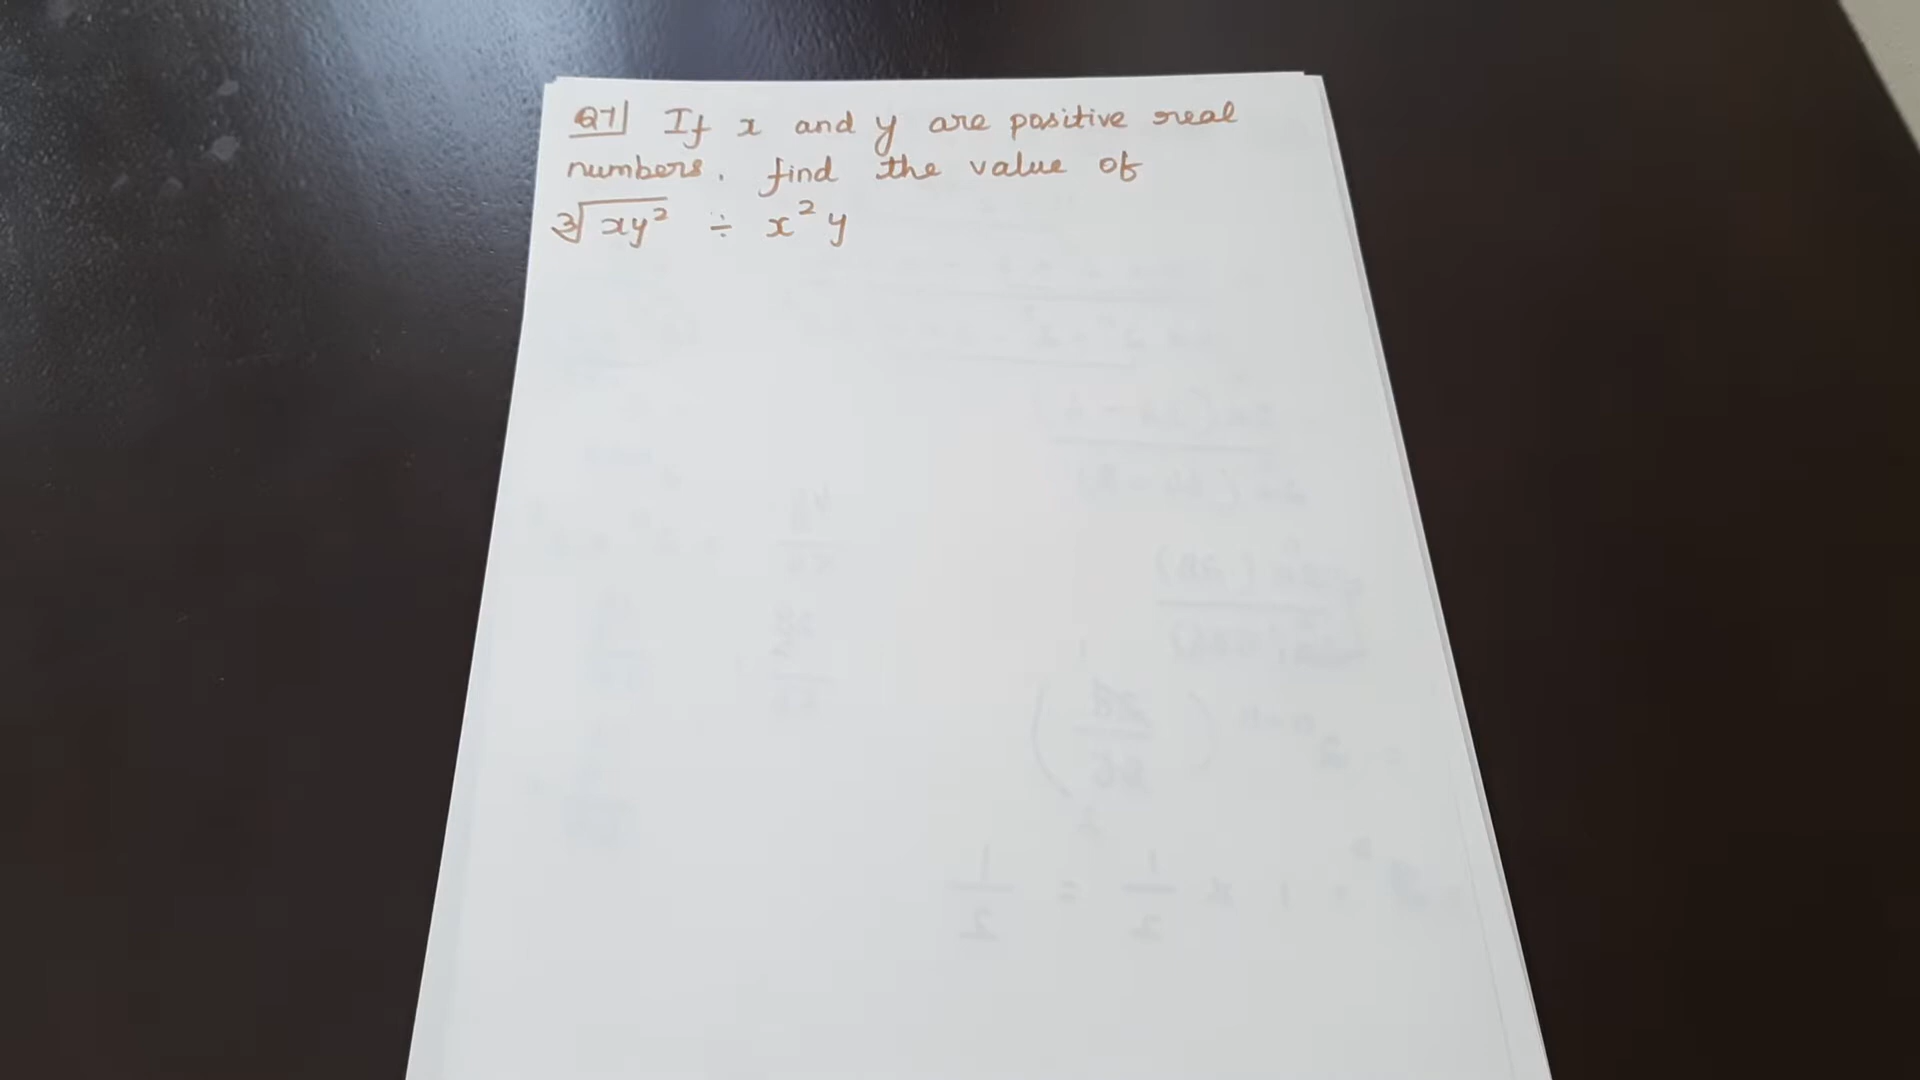 Q7| If x and y are positive real
numbers. find the value of
∛(xy²) ÷ x²y